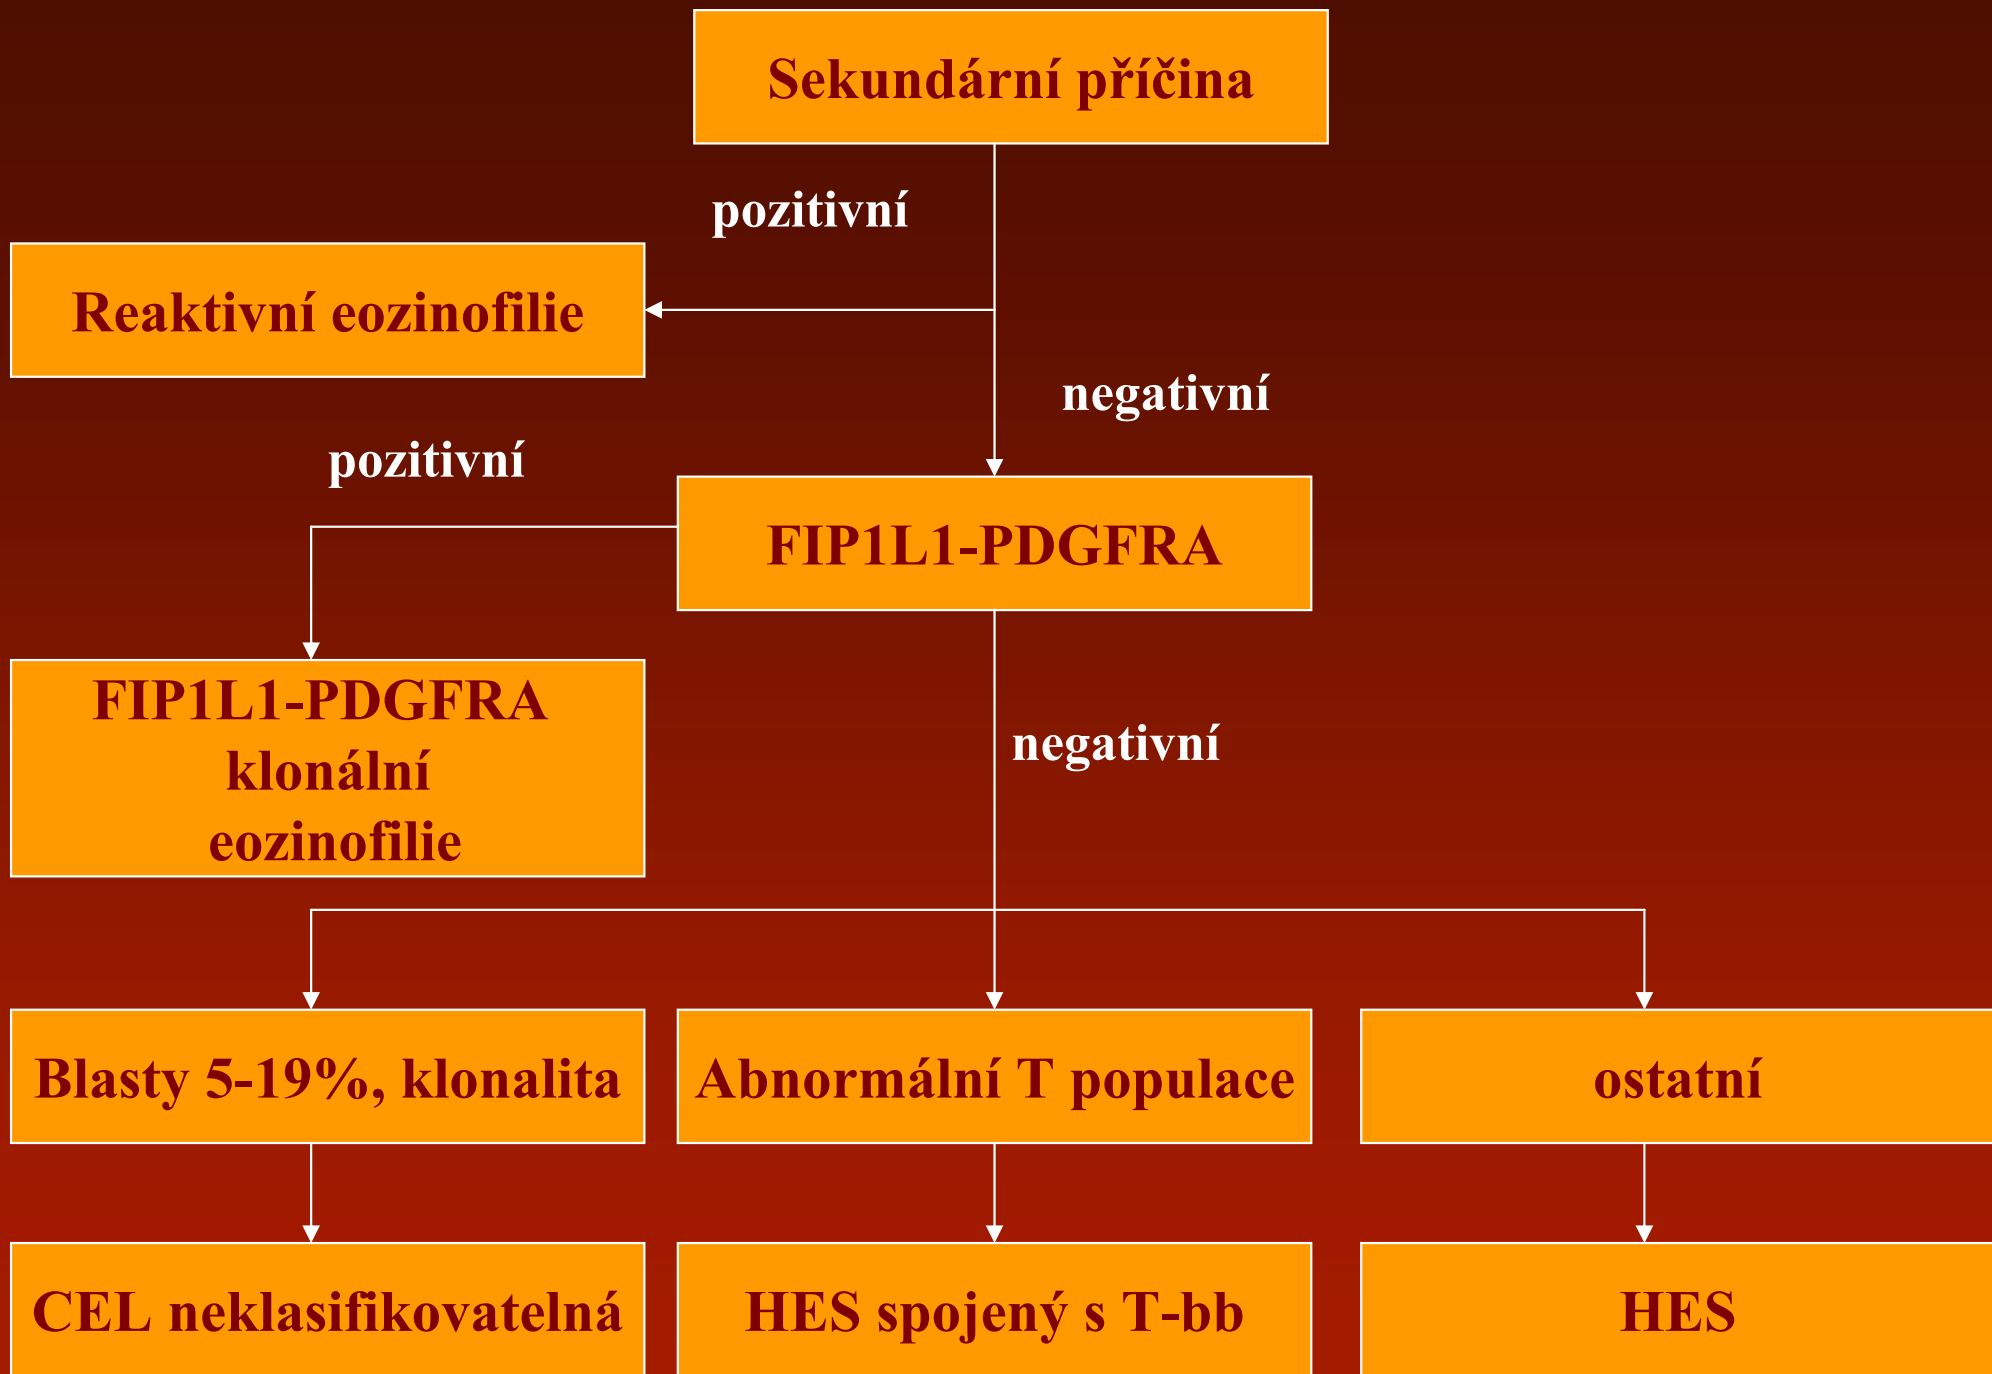 Sekundární příčina
pozitivní
Reaktivní eozinofilie
negativní
pozitivní
FIP1L1-PDGFRA
FIP1L1-PDGFRA
klonální
eozinofilie
negativní
Blasty 5-19%, klonalita
Abnormální T populace
ostatní
CEL neklasifikovatelná
HES spojený s T-bb
HES